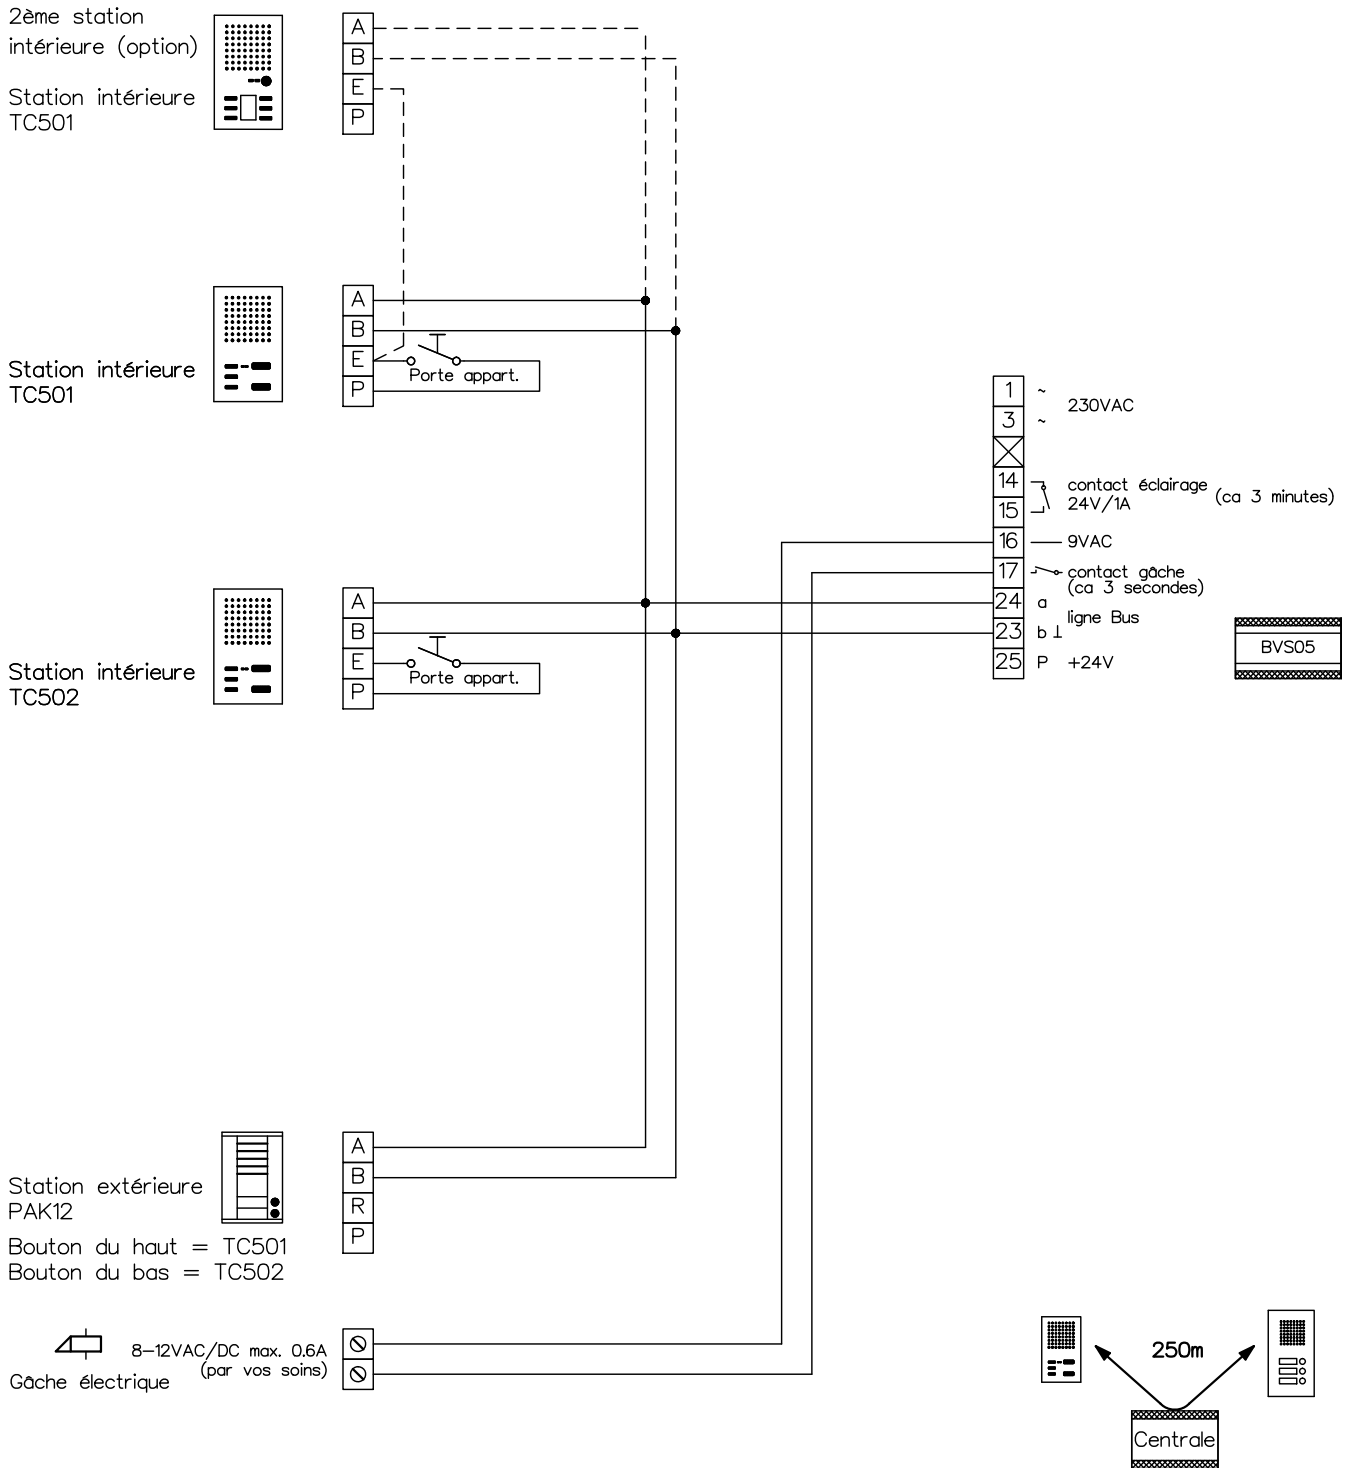 2ème station
intérieure (option)
Station intérieure
TC501
A
B
E
P
Station intérieure
TC501
A
B
E
P
Porte appart.
Station intérieure
TC502
A
B
E
P
Porte appart.
1 ~
230VAC
3 ~
14
contact éclairage
24V/1A
(ca 3 minutes)
15
16
9VAC
17
contact gâche
(ca 3 secondes)
24 a
ligne Bus
23 b ⊥
25 P +24V
BVS05
Station extérieure
PAK12
A
B
R
P
Bouton du haut = TC501
Bouton du bas = TC502
8-12VAC/DC max. 0.6A
(par vos soins)
Gâche électrique
250m
Centrale